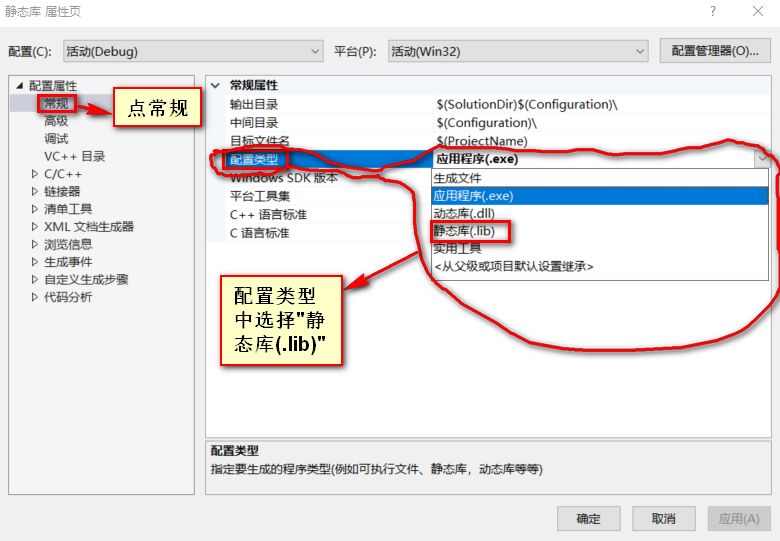 静态库 属性页
配置(C): 活动(Debug) 平台(P): 活动(Win32) 配置管理器(O)...
配置属性
常规
高级
调试
VC++ 目录
C/C++
链接器
清单工具
XML 文档生成器
浏览信息
生成事件
自定义生成步骤
代码分析
点常规
常规属性
输出目录 $(SolutionDir)$(Configuration)\
中间目录 $(Configuration)\
目标文件名 $(ProjectName)
配置类型 应用程序(.exe)
Windows SDK 版本
平台工具集
C++ 语言标准
C 语言标准
生成文件
应用程序(.exe)
动态库(.dll)
静态库(.lib)
实用工具
<从父级或项目默认设置继承>
配置类型
中选择"静
态库(.lib)"
配置类型
指定要生成的程序类型(例如可执行文件、静态库，动态库等等)
确定 取消 应用(A)